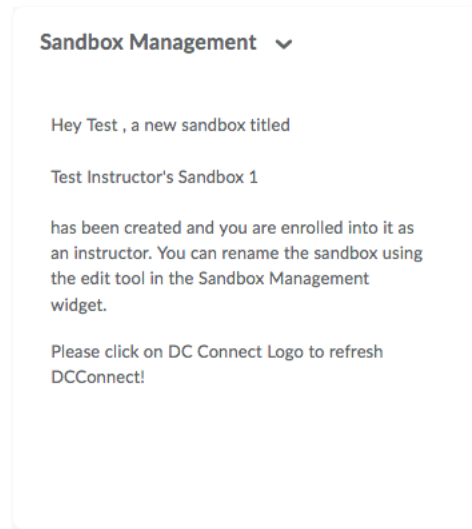 Sandbox Management
Hey Test , a new sandbox titled
Test Instructor's Sandbox 1
has been created and you are enrolled into it as
an instructor. You can rename the sandbox using
the edit tool in the Sandbox Management
widget.
Please click on DC Connect Logo to refresh
DCConnect!